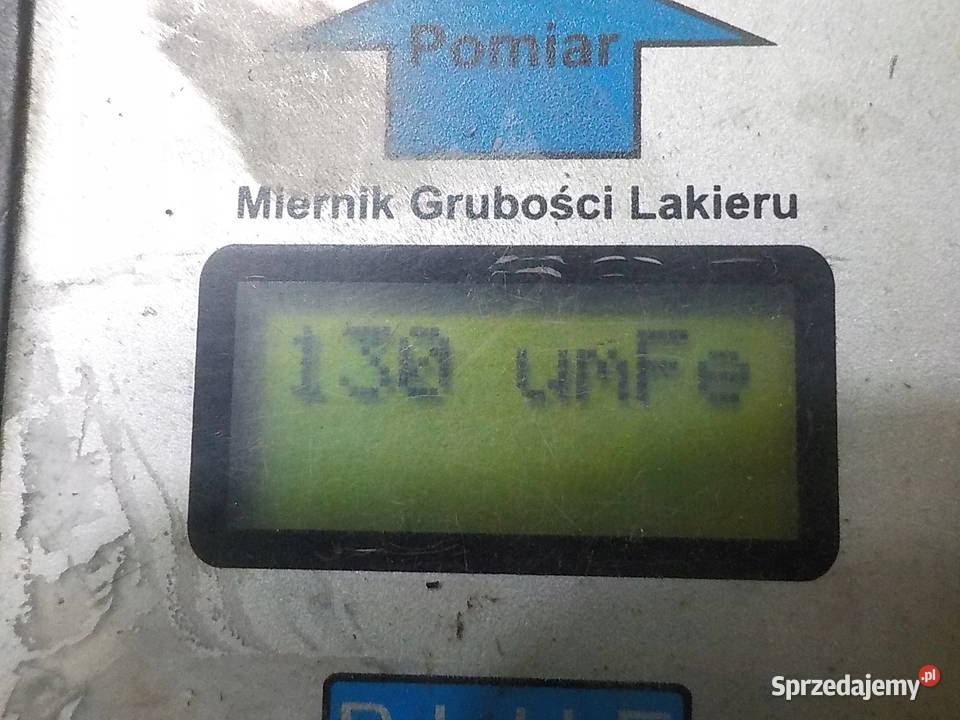 Pomiar
Miernik Grubości Lakieru
130 umFe
Sprzedajemy.pl